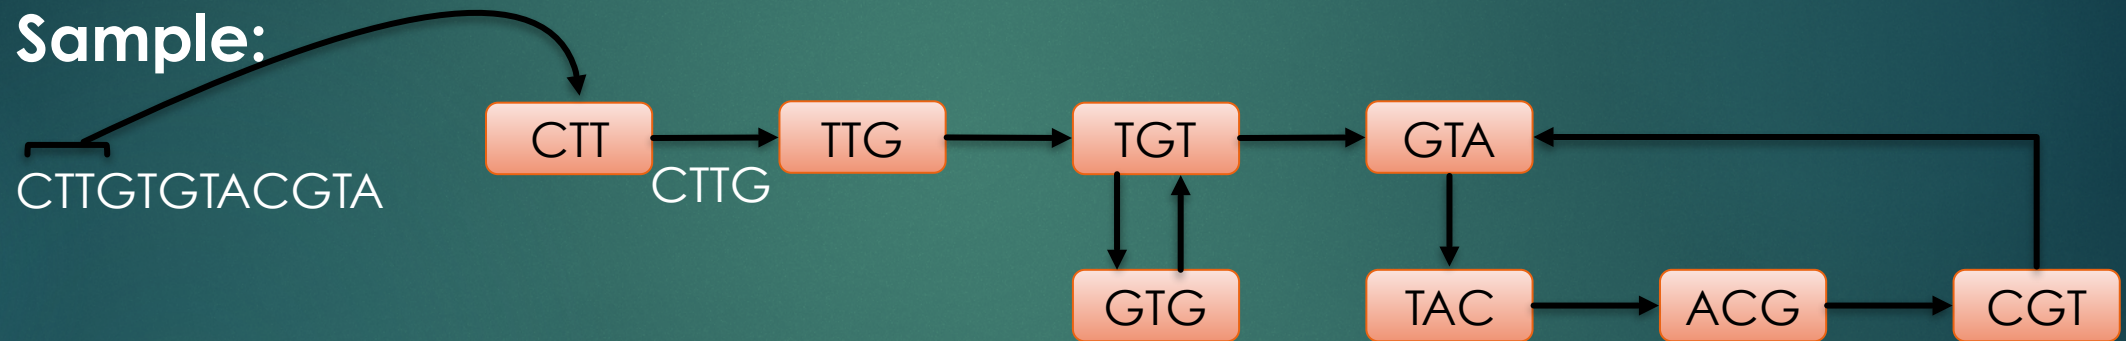 Sample:
CTT TTG TGT GTA
CTTGTGTACGTA CTTG
GTG TAC ACG CGT